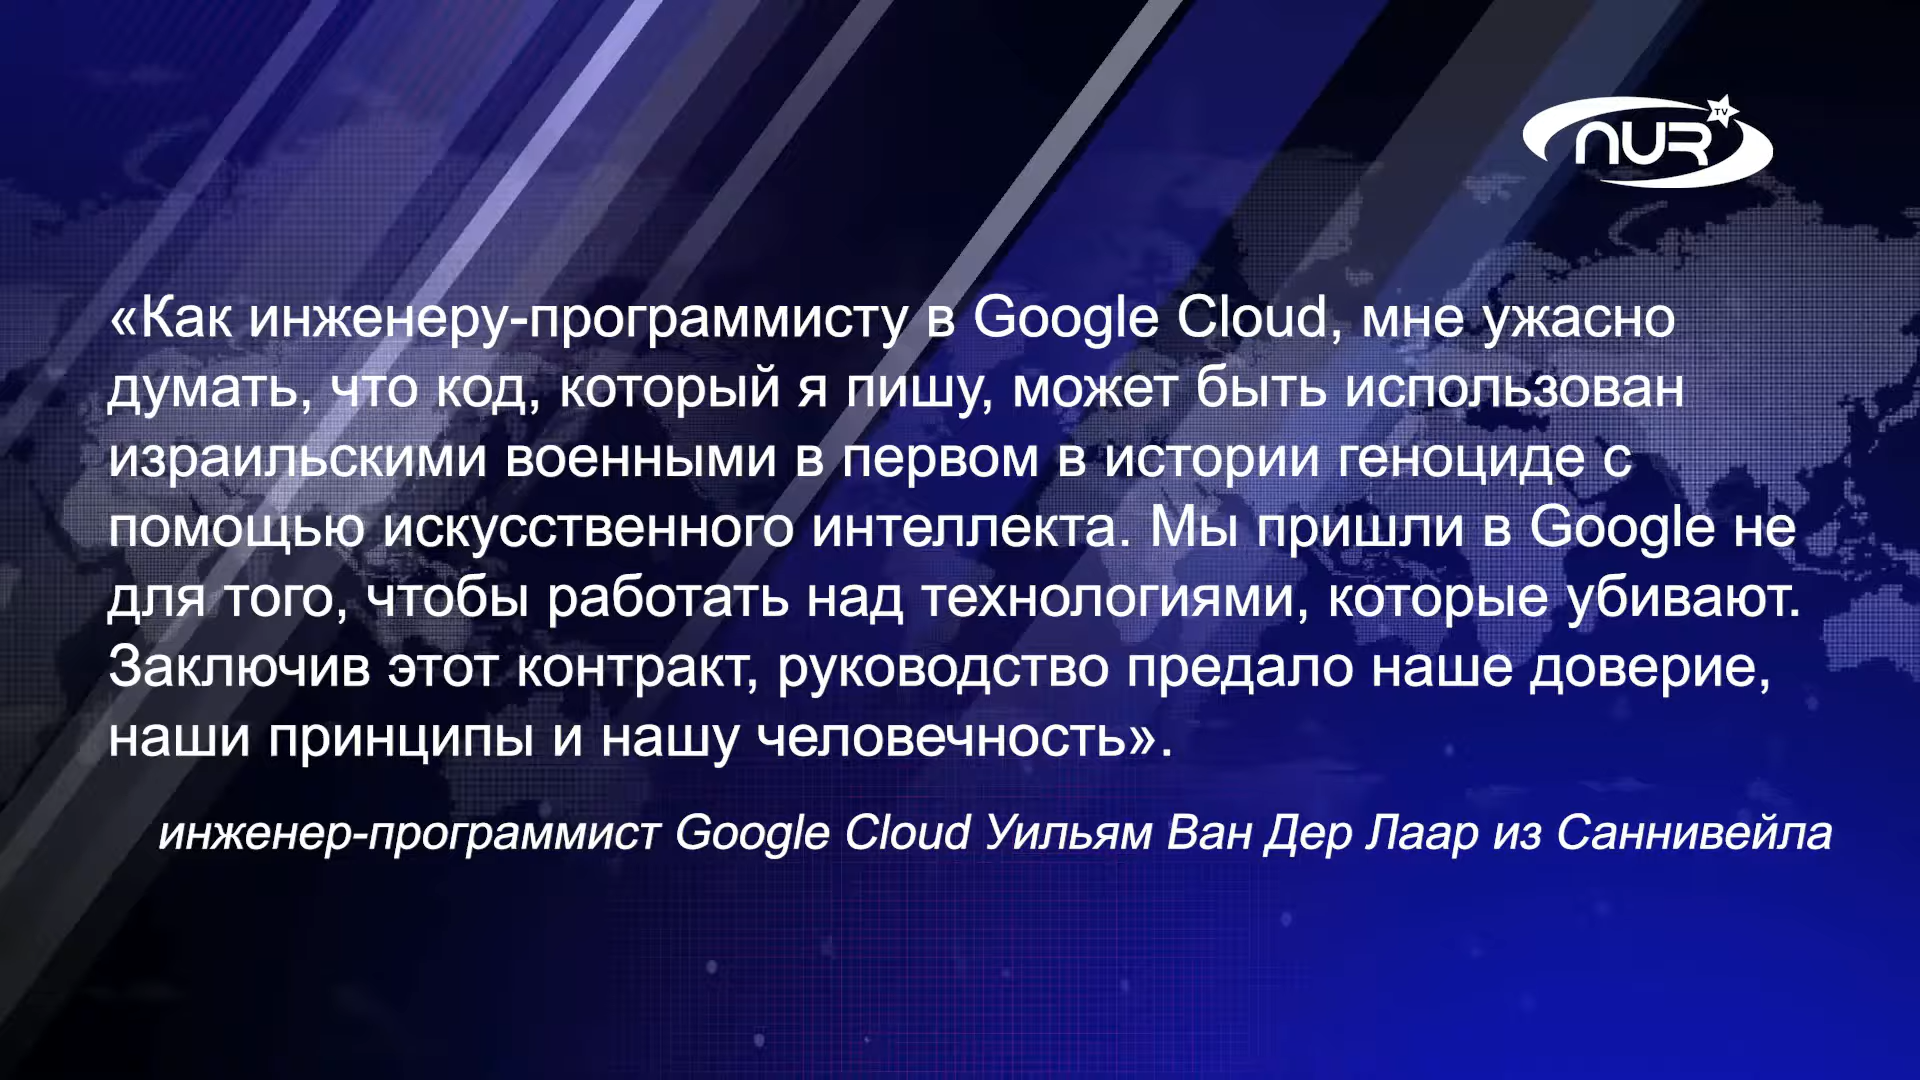 NUR TV
«Как инженеру-программисту в Google Cloud, мне ужасно
думать, что код, который я пишу, может быть использован
израильскими военными в первом в истории геноциде с
помощью искусственного интеллекта. Мы пришли в Google не
для того, чтобы работать над технологиями, которые убивают.
Заключив этот контракт, руководство предало наше доверие,
наши принципы и нашу человечность».
инженер-программист Google Cloud Уильям Ван Дер Лаар из Саннивейла